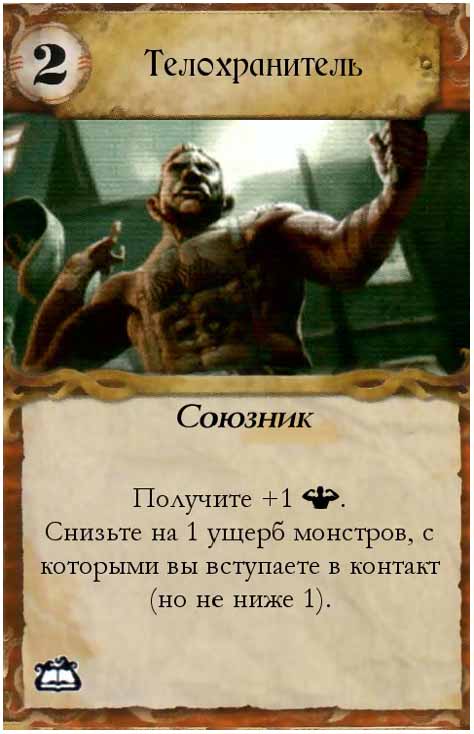 2
Телохранитель
Союзник
Получите +1 .
Снизьте на 1 ущерб монстров, с
которыми вы вступаете в контакт
(но не ниже 1).